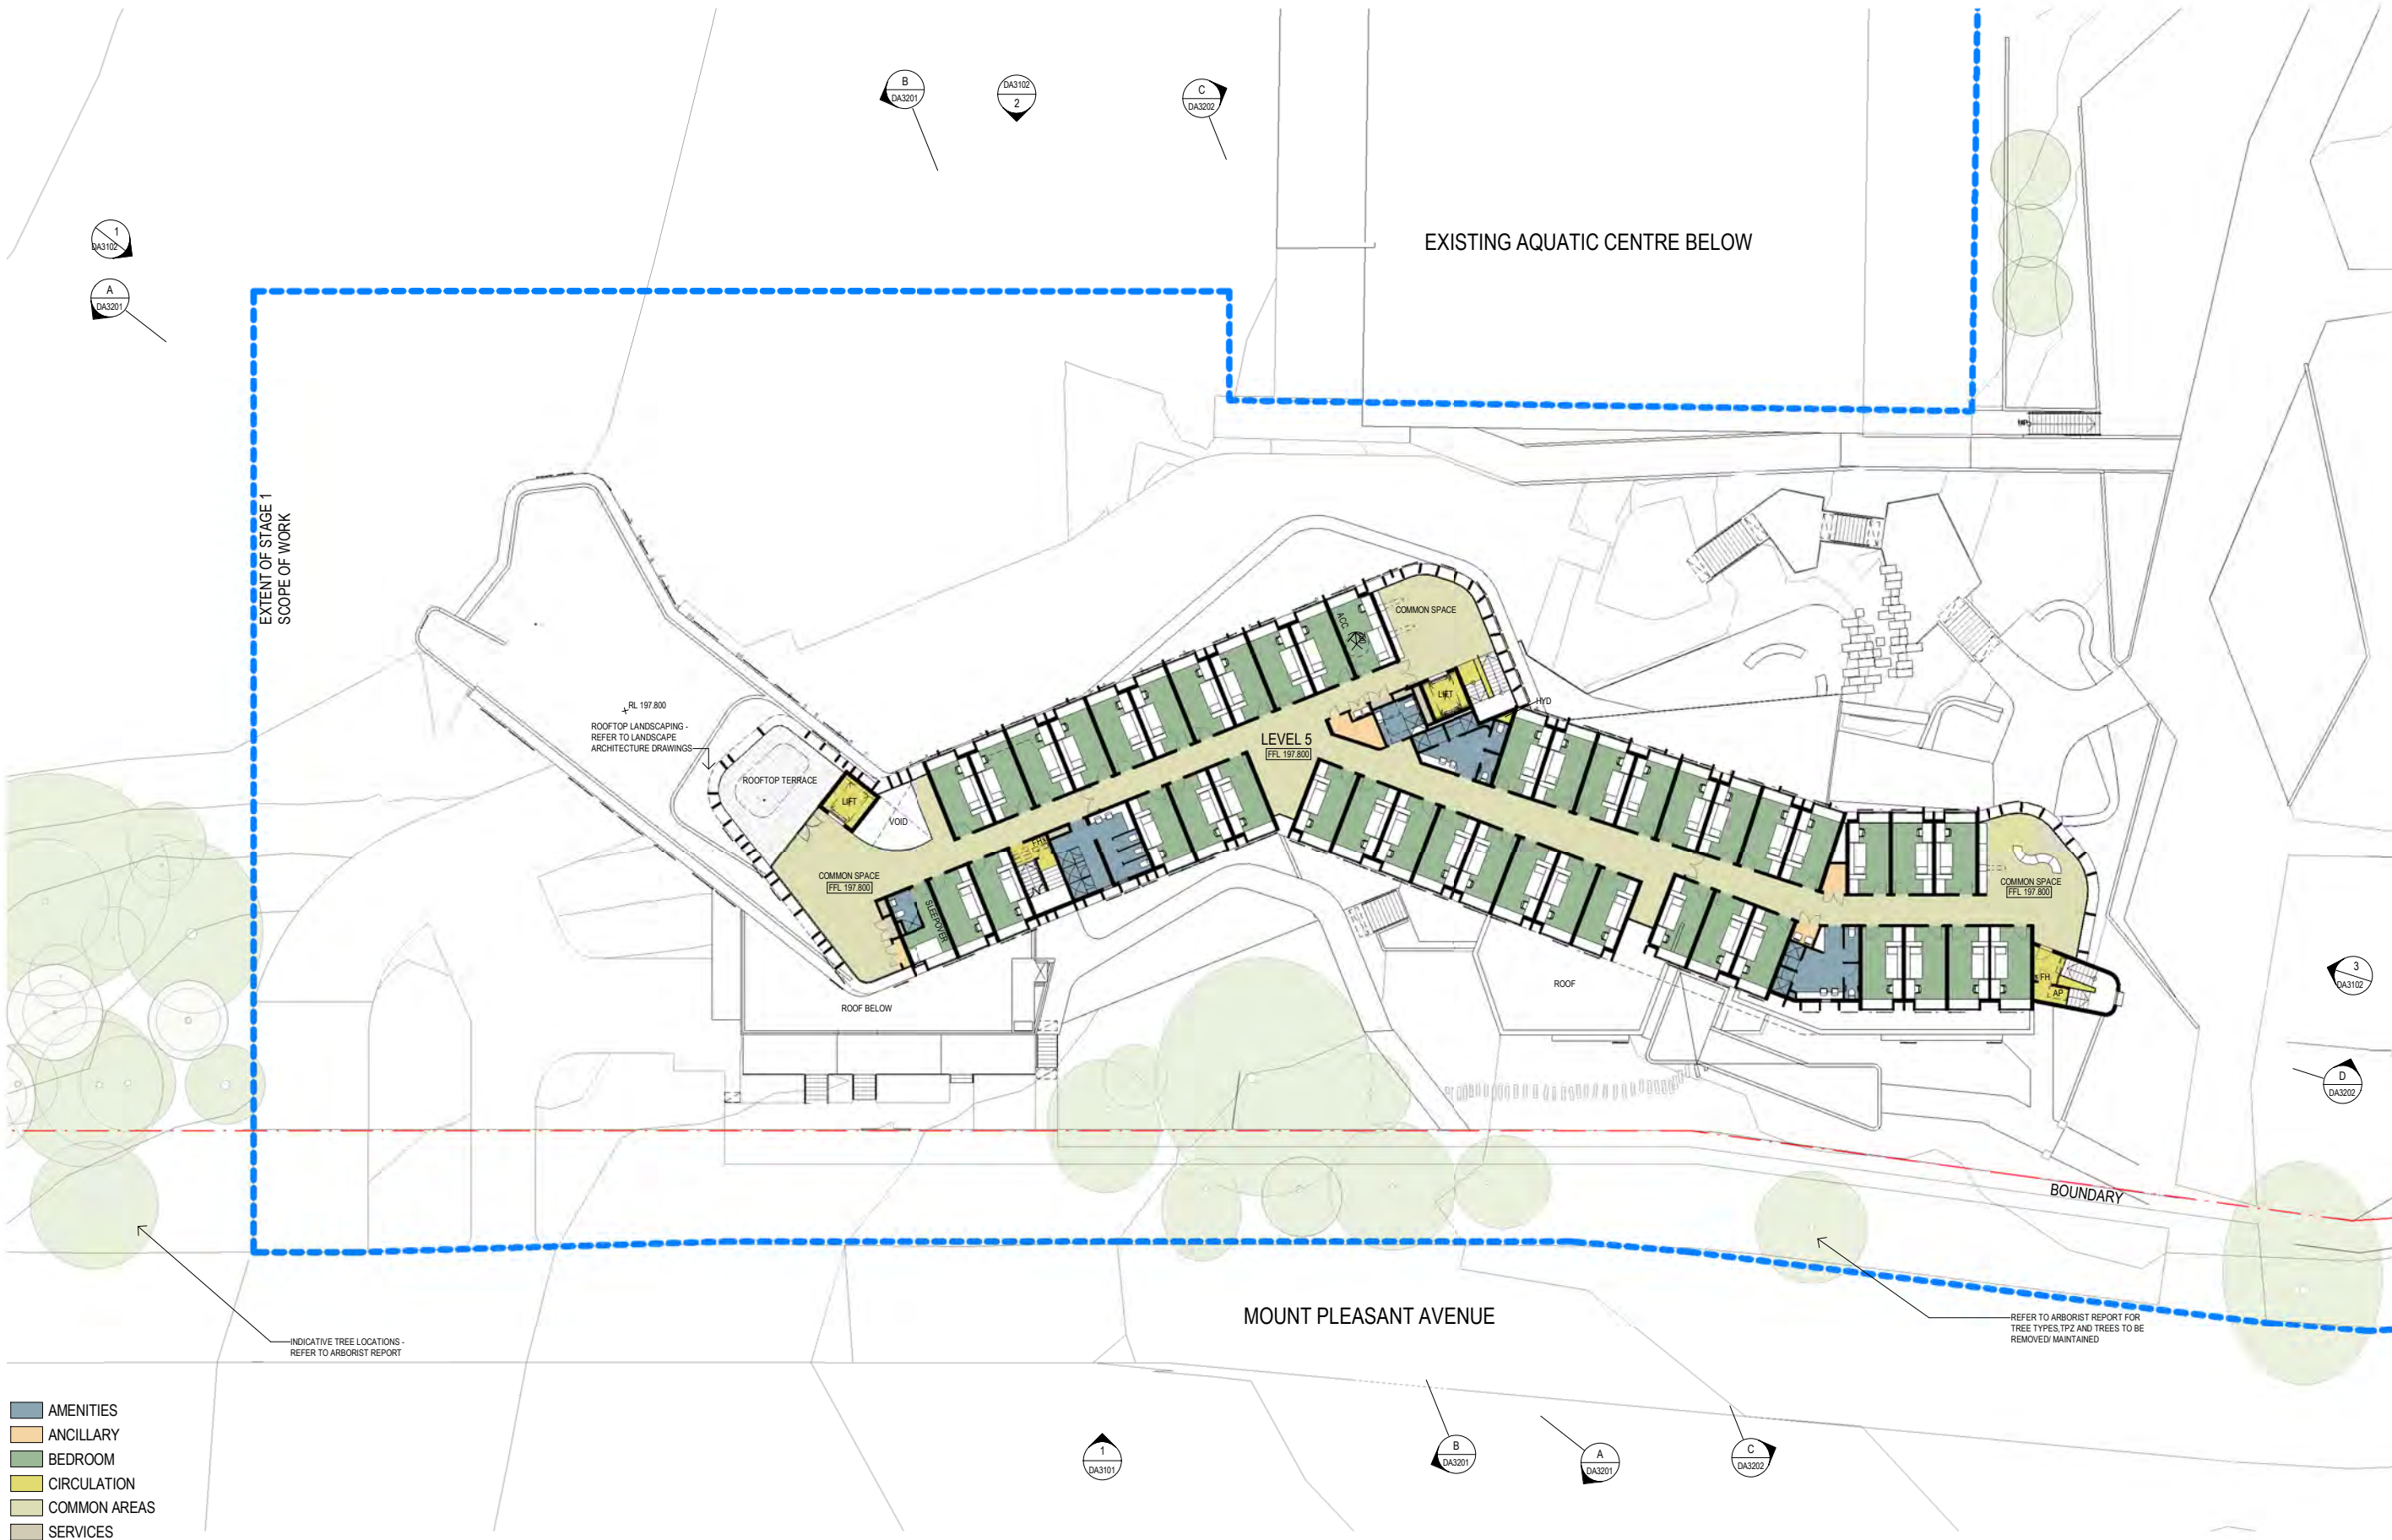 B
DA3201
DA3102
2
C
DA3202
1
DA3102
A
DA3201
EXISTING AQUATIC CENTRE BELOW
EXTENT OF STAGE 1
SCOPE OF WORK
COMMON SPACE
ACC
LIFT
HYD
RL 197.800
ROOFTOP LANDSCAPING -
REFER TO LANDSCAPE
ARCHITECTURE DRAWINGS
LEVEL 5
FFL 197.800
ROOFTOP TERRACE
LIFT
VOID
COMMON SPACE
FFL 197.800
SLEEPOVER
COMMON SPACE
FFL 197.800
FH
AP
ROOF
ROOF BELOW
3
DA3102
D
DA3202
BOUNDARY
MOUNT PLEASANT AVENUE
INDICATIVE TREE LOCATIONS -
REFER TO ARBORIST REPORT
REFER TO ARBORIST REPORT FOR
TREE TYPES,TPZ AND TREES TO BE
REMOVED/ MAINTAINED
1
DA3101
B
DA3201
A
DA3201
C
DA3202
AMENITIES
ANCILLARY
BEDROOM
CIRCULATION
COMMON AREAS
SERVICES